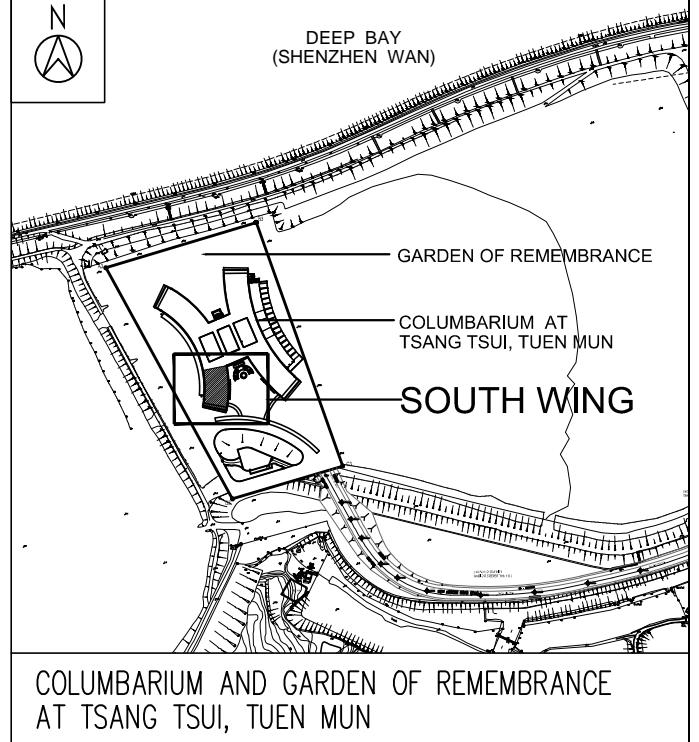 N
DEEP BAY
(SHENZHEN WAN)
GARDEN OF REMEMBRANCE
COLUMBARIUM AT
TSANG TSUI, TUEN MUN
SOUTH WING
COLUMBARIUM AND GARDEN OF REMEMBRANCE
AT TSANG TSUI, TUEN MUN